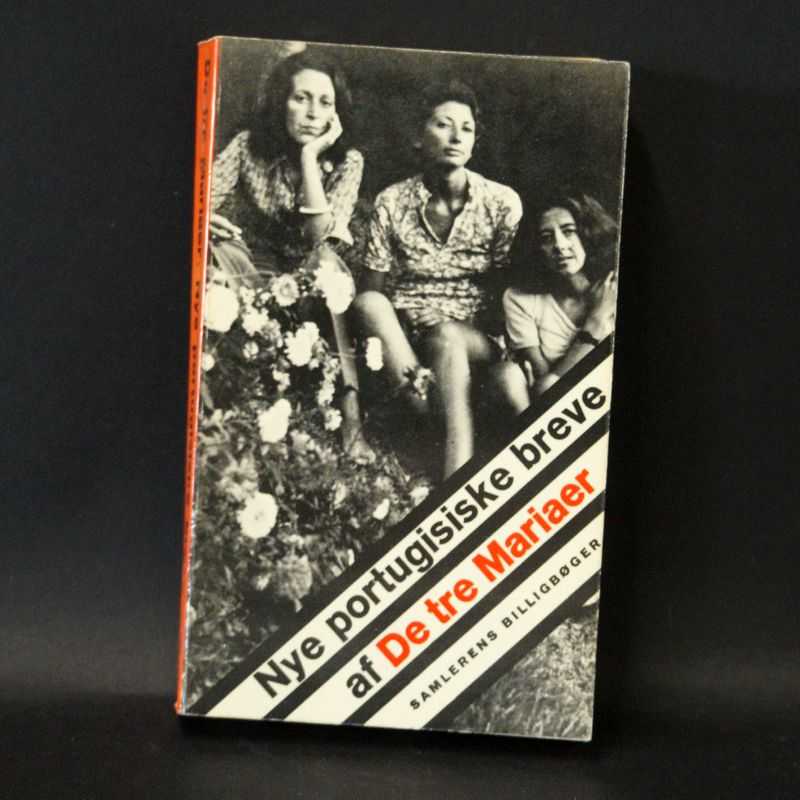 Nye portugisiske breve
af De tre Mariaer
SAMLERENS BILLIGBØGER